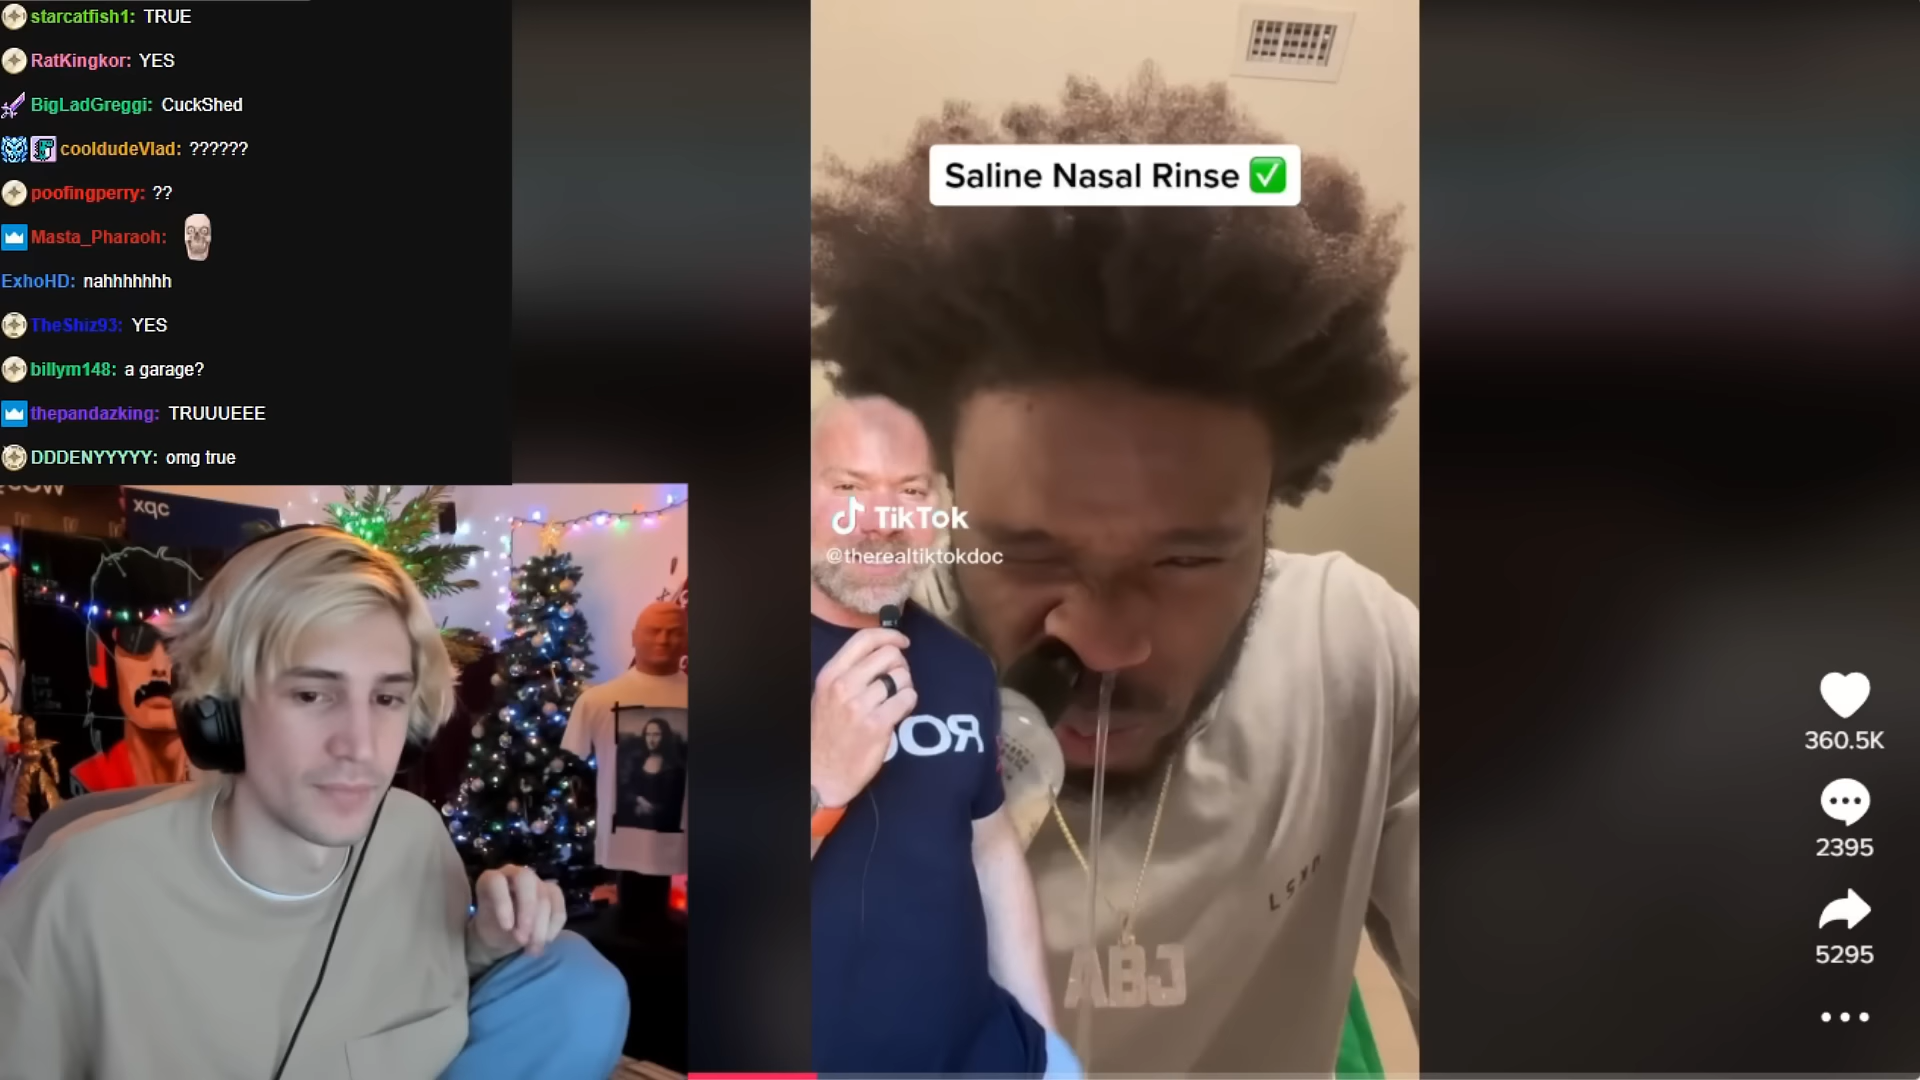 starcatfish1: TRUE
RatKingkor: YES
BigLadGreggi: CuckShed
cooldudeVlad: ??????
poofingperry: ??
Masta_Pharaoh:
ExhoHD: nahhhhhhh
TheShiz93: YES
billym148: a garage?
thepandazking: TRUUUEEE
DDDENYYYYY: omg true
xqc
Saline Nasal Rinse ✅
TikTok
@therealtiktokdoc
LSXR
ABJ
360.5K
2395
5295